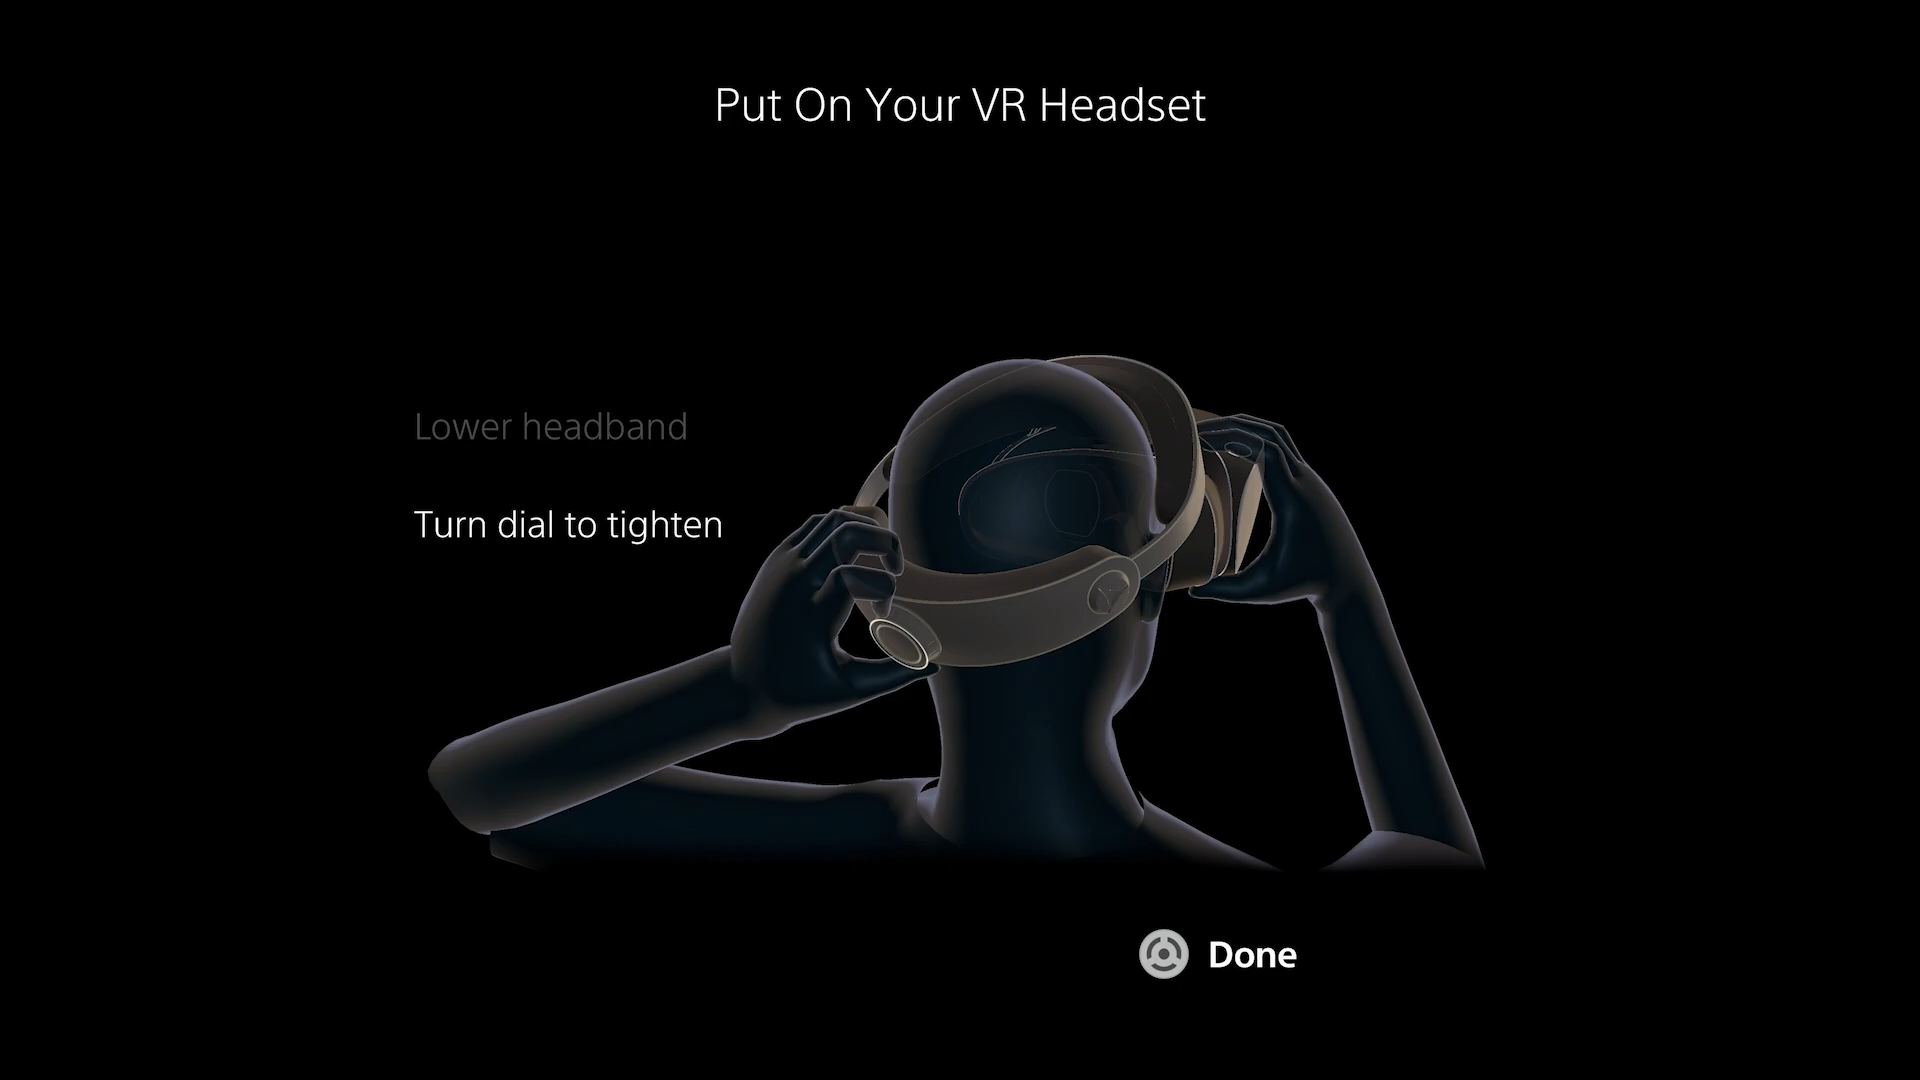 Put On Your VR Headset
Lower headband
Turn dial to tighten
Done